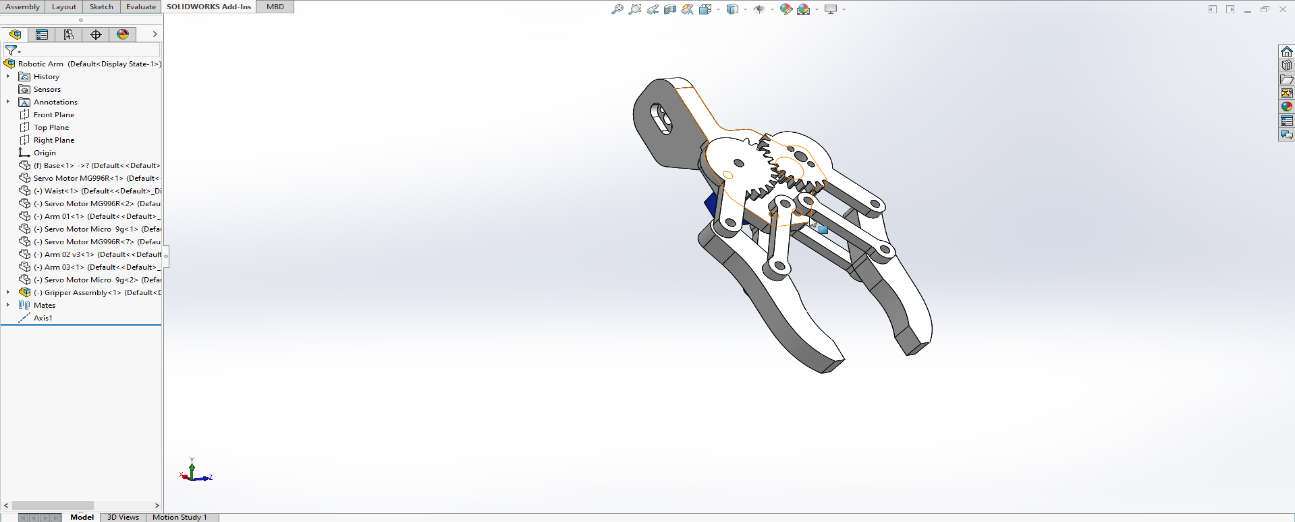 Assembly Layout Sketch Evaluate SOLIDWORKS Add-Ins MBD
Robotic Arm (Default<Display State-1>)
History
Sensors
Annotations
Front Plane
Top Plane
Right Plane
Origin
(f) Base<1> ->? (Default<<Default>
Servo Motor MG996R<1> (Default<
(-) Waist<1> (Default<<Default>_Di
(-) Servo Motor MG996R<2> (Defau
(-) Arm 01<1> (Default<<Default>_
(-) Servo Motor Micro 9g<1> (Defau
(-) Servo Motor MG996R<7> (Defau
(-) Arm 02 v3<1> (Default<<Default
(-) Arm 03<1> (Default<<Default>_
(-) Servo Motor Micro 9g<2> (Defau
(-) Gripper Assembly<1> (Default<D
Mates
Axis1
Y
X
Z
Model 3D Views Motion Study 1